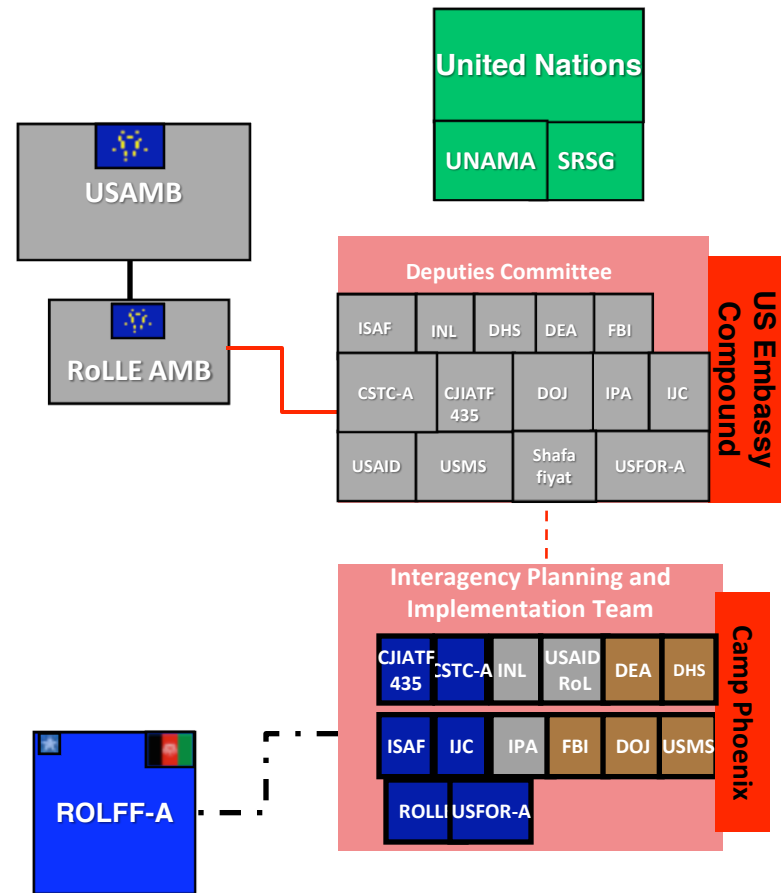 United Nations
UNAMA
SRSG
USAMB
RoLLE AMB
Deputies Committee
ISAF
INL
DHS
DEA
FBI
CSTC-A
CJIATF
435
DOJ
IPA
IJC
USAID
USMS
Shafa
fiyat
USFOR-A
US Embassy
Compound
Interagency Planning and
Implementation Team
CJIATF
435
CSTC-A
INL
USAID
RoL
DEA
DHS
ISAF
IJC
IPA
FBI
DOJ
USMS
USFOR-A
Camp Phoenix
ROLFF-A